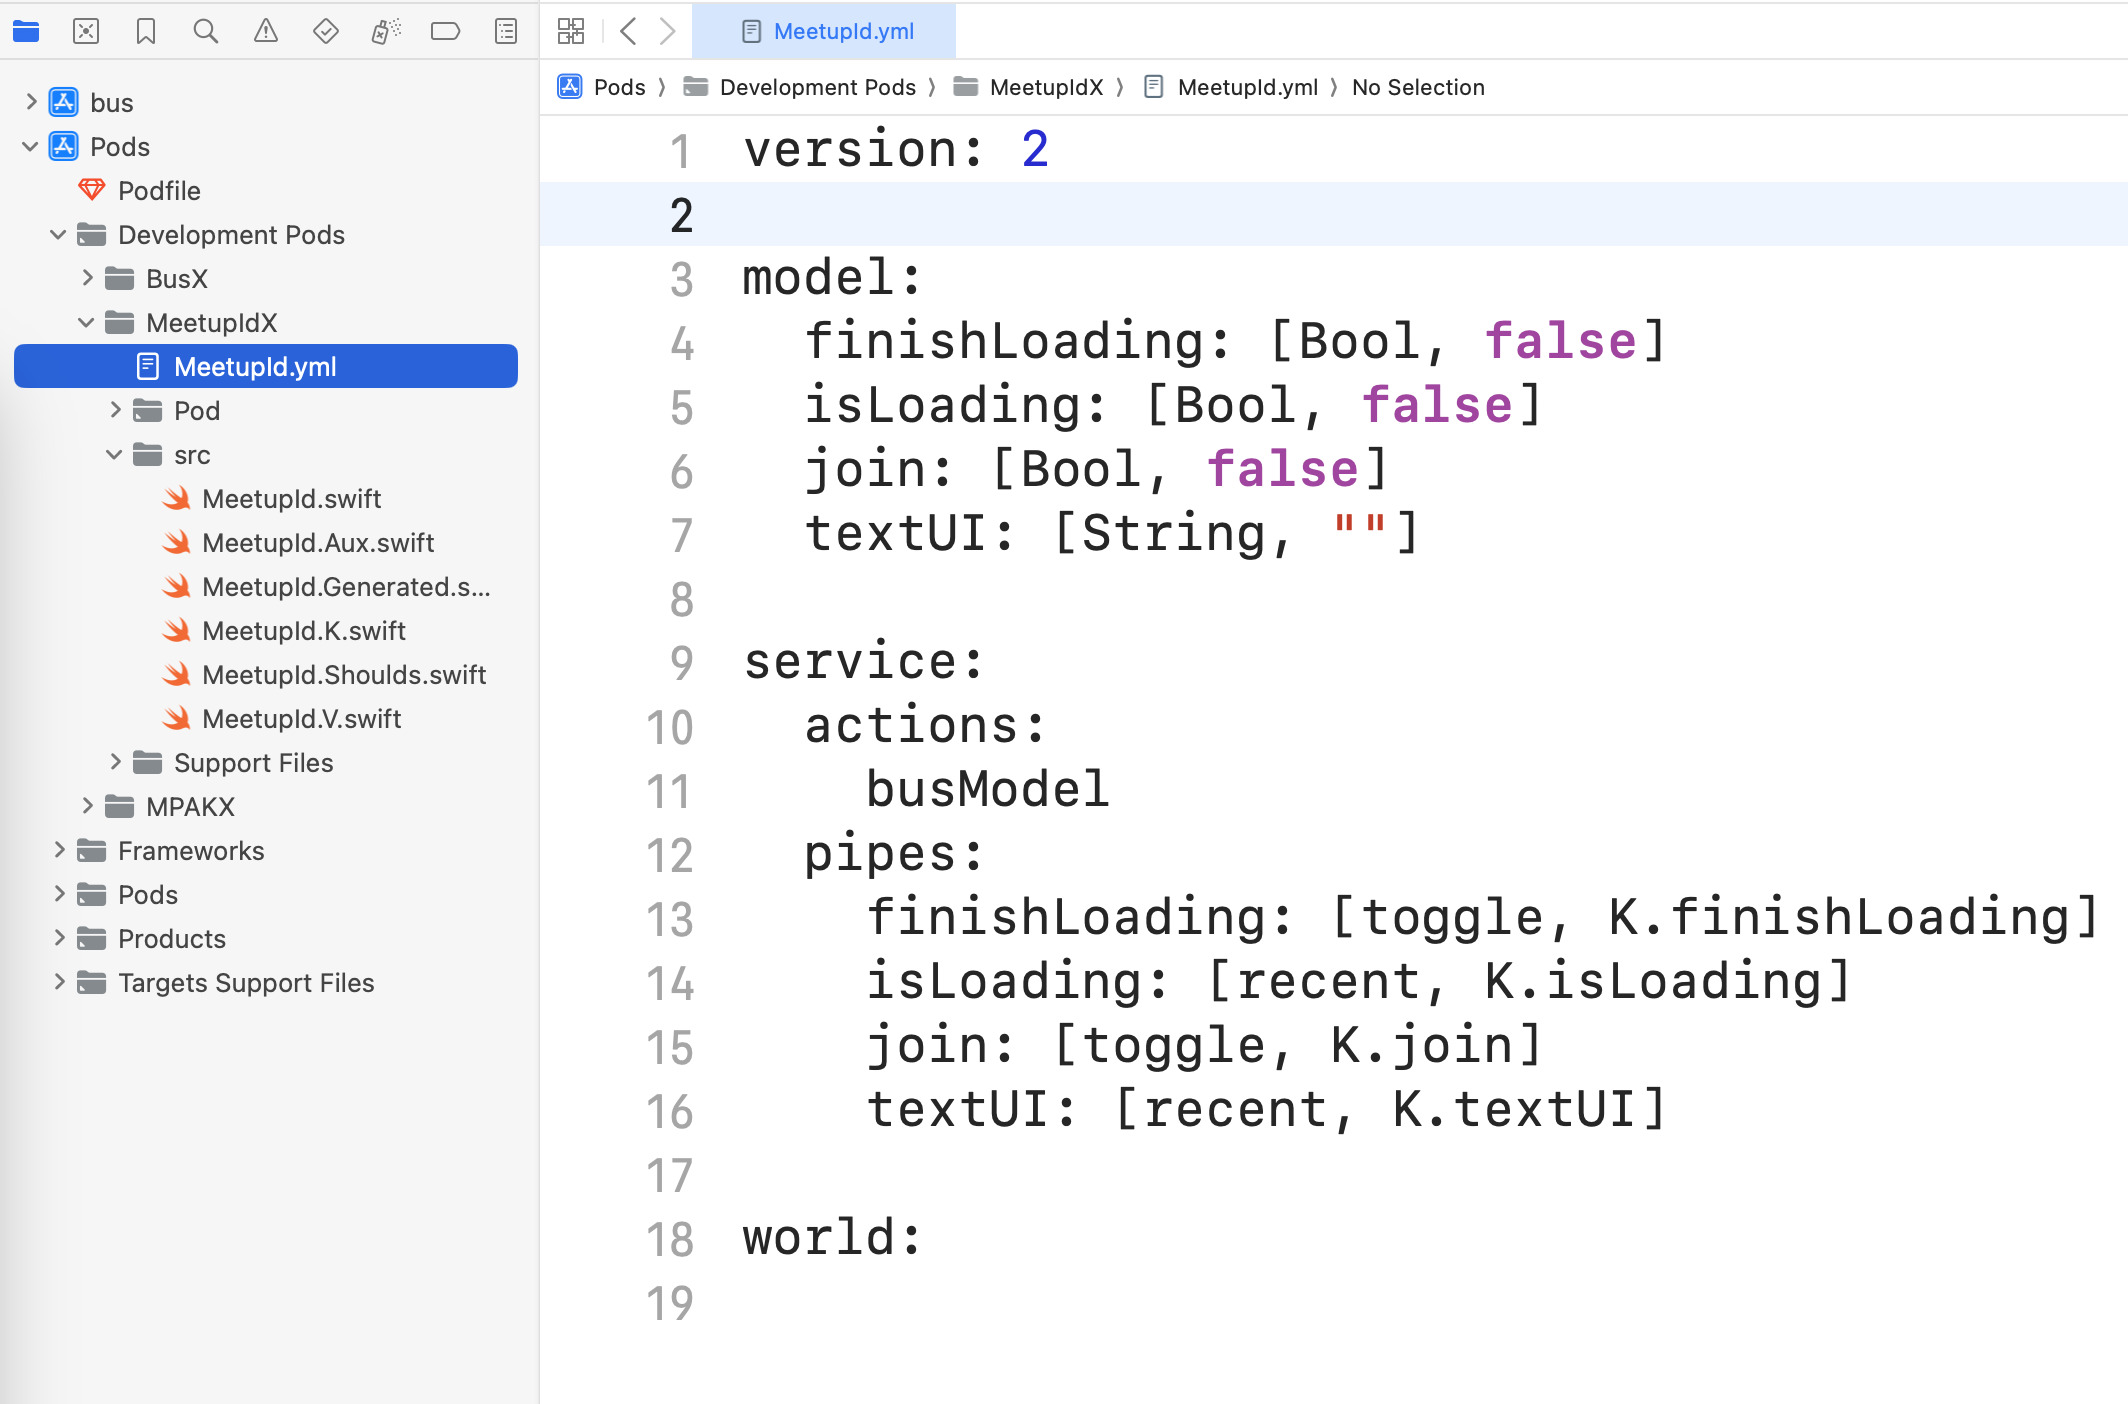 MeetupId.yml
Pods 〉 Development Pods 〉 MeetupIdX 〉 MeetupId.yml 〉 No Selection
bus
Pods
Podfile
Development Pods
BusX
MeetupIdX
MeetupId.yml
Pod
src
MeetupId.swift
MeetupId.Aux.swift
MeetupId.Generated.s...
MeetupId.K.swift
MeetupId.Shoulds.swift
MeetupId.V.swift
Support Files
MPAKX
Frameworks
Pods
Products
Targets Support Files
1 version: 2
2
3 model:
4   finishLoading: [Bool, false]
5   isLoading: [Bool, false]
6   join: [Bool, false]
7   textUI: [String, ""]
8
9 service:
10   actions:
11     busModel
12   pipes:
13     finishLoading: [toggle, K.finishLoading]
14     isLoading: [recent, K.isLoading]
15     join: [toggle, K.join]
16     textUI: [recent, K.textUI]
17
18 world:
19